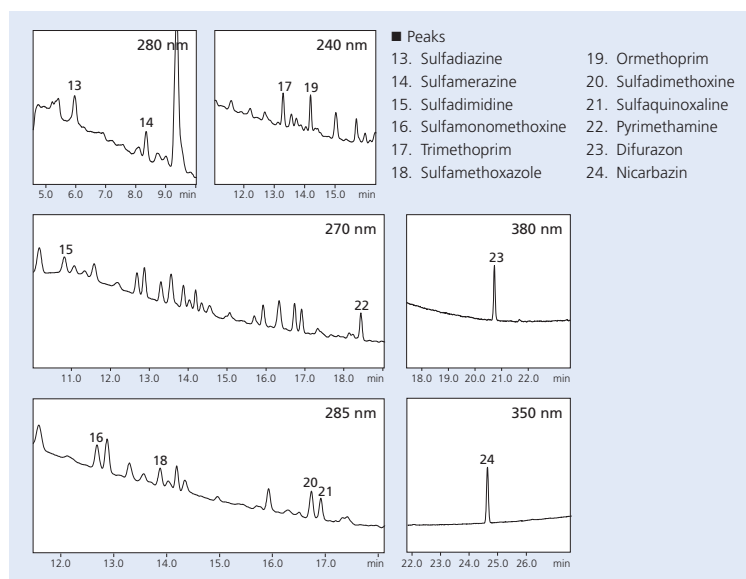 280 nm
13
14
5.0 6.0 7.0 8.0 9.0 min
240 nm
17 19
12.0 13.0 14.0 15.0 min
■ Peaks
13. Sulfadiazine
14. Sulfamerazine
15. Sulfadimidine
16. Sulfamonomethoxine
17. Trimethoprim
18. Sulfamethoxazole
19. Ormethoprim
20. Sulfadimethoxine
21. Sulfaquinoxaline
22. Pyrimethamine
23. Difurazon
24. Nicarbazin
270 nm
15
22
11.0 12.0 13.0 14.0 15.0 16.0 17.0 18.0 min
380 nm
23
18.0 19.0 20.0 21.0 22.0 min
285 nm
16
18
20
21
12.0 13.0 14.0 15.0 16.0 17.0 min
350 nm
24
22.0 23.0 24.0 25.0 26.0 min